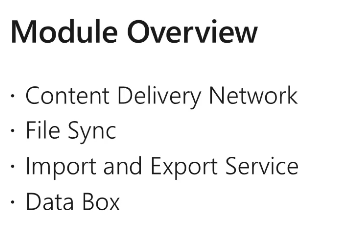 Module Overview
· Content Delivery Network
· File Sync
· Import and Export Service
· Data Box